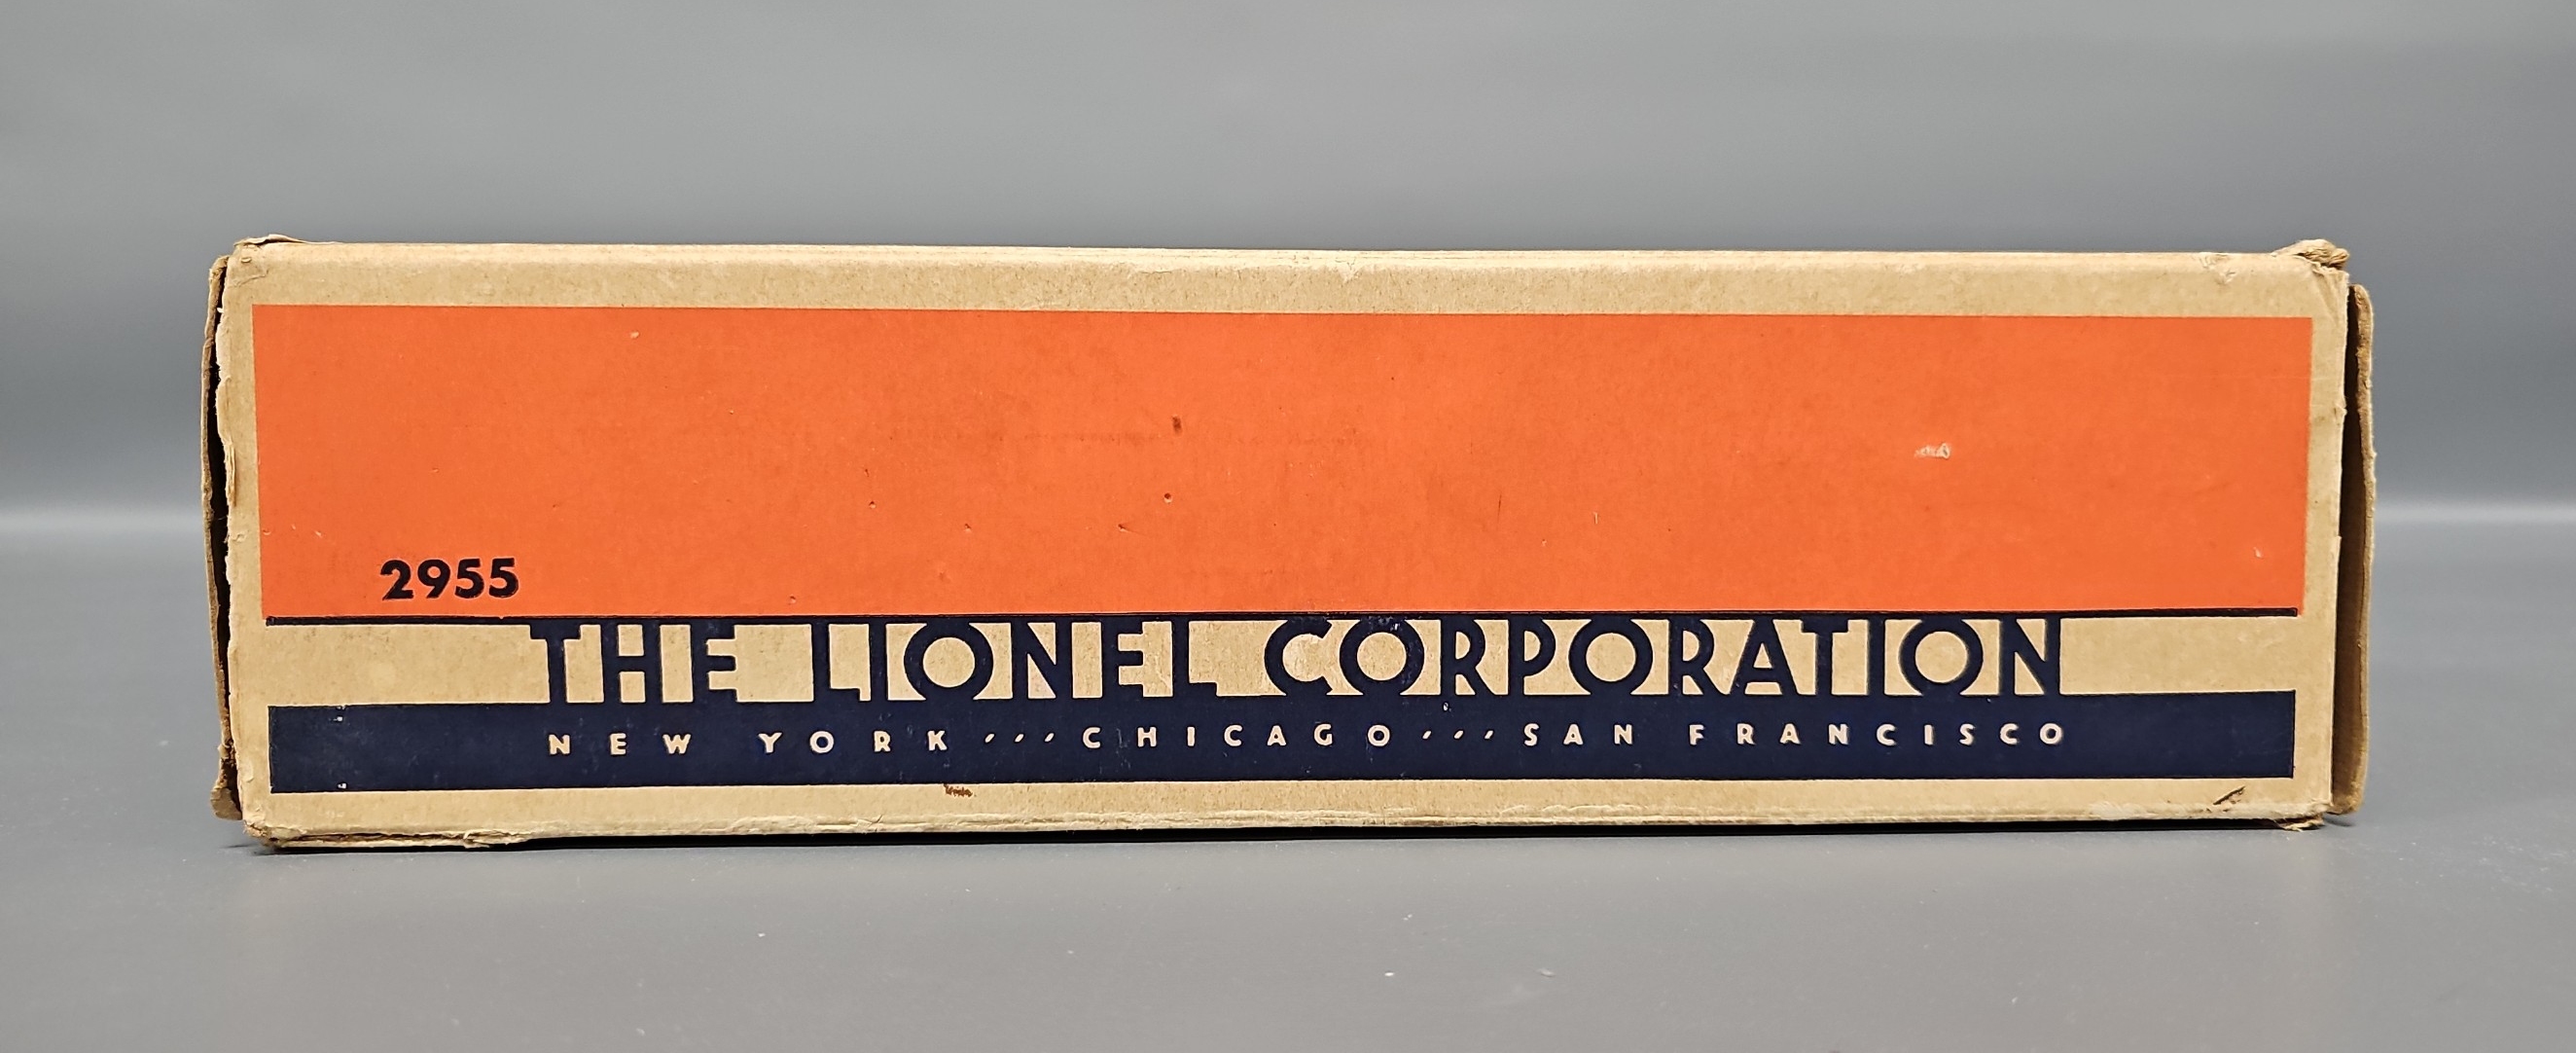 2955
THE LIONEL CORPORATION
NEW YORK ′′′ CHICAGO ′′′ SAN FRANCISCO